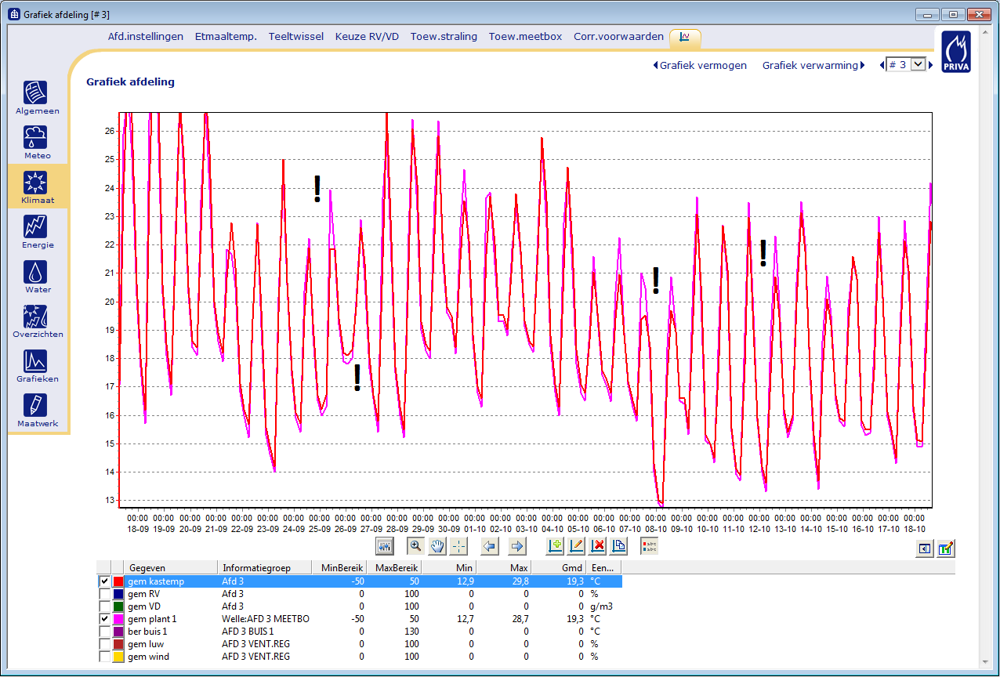 Grafiek afdeling [# 3]
Afd.instellingen Etmaaltemp. Teeltwissel Keuze RV/VD Toew.straling Toew.meetbox Corr.voorwaarden
Grafiek vermogen Grafiek verwarming # 3
PRIVA
Grafiek afdeling
Algemeen
Meteo
Klimaat
Energie
Water
Overzichten
Grafieken
Maatwerk
26
25
24
23
22
21
20
19
18
17
16
15
14
13
!
!
!
!
00:00 00:00 00:00 00:00 00:00 00:00 00:00 00:00 00:00 00:00 00:00 00:00 00:00 00:00 00:00 00:00 00:00 00:00 00:00 00:00 00:00 00:00 00:00 00:00 00:00 00:00 00:00 00:00 00:00 00:00 00:00
18-09 19-09 20-09 21-09 22-09 23-09 24-09 25-09 26-09 27-09 28-09 29-09 30-09 01-10 02-10 03-10 04-10 05-10 06-10 07-10 08-10 09-10 10-10 11-10 12-10 13-10 14-10 15-10 16-10 17-10 18-10
abc
abc
Gegeven Informatiegroep MinBereik MaxBereik Min Max Gmd Een...
gem kastemp Afd 3 -50 50 12,9 29,8 19,3 °C
gem RV Afd 3 0 100 0 0 0 %
gem VD Afd 3 0 100 0 0 0 g/m3
gem plant 1 Welle:AFD 3 MEETBO -50 50 12,7 28,7 19,3 °C
ber buis 1 AFD 3 BUIS 1 0 130 0 0 0 °C
gem luw AFD 3 VENT.REG 0 100 0 0 0 %
gem wind AFD 3 VENT.REG 0 100 0 0 0 %